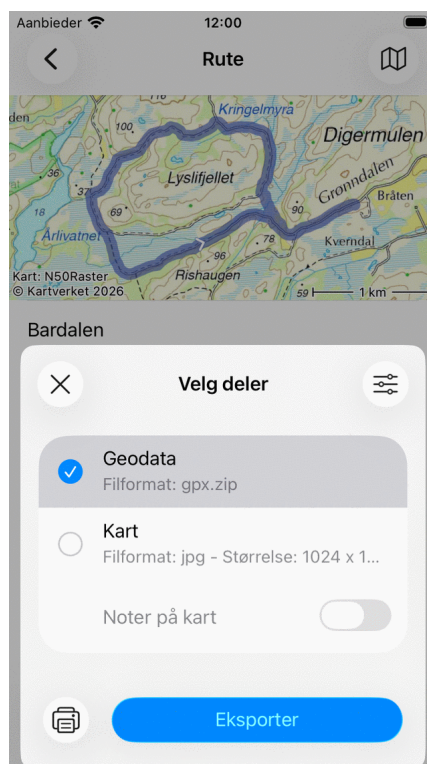 Aanbieder 12:00
Rute
116
Kringelmyra
den
100
Digermulen
36
37
Lyslifjellet
Grønndalen
69
18
90
Bråten
Årlivatnet
78
Kverndal
96
Kart: N50Raster
Rishaugen
© Kartverket 2026
59
1 km
Bardalen
Velg deler
Geodata
Filformat: gpx.zip
Kart
Filformat: jpg - Størrelse: 1024 x 1...
Noter på kart
Eksporter